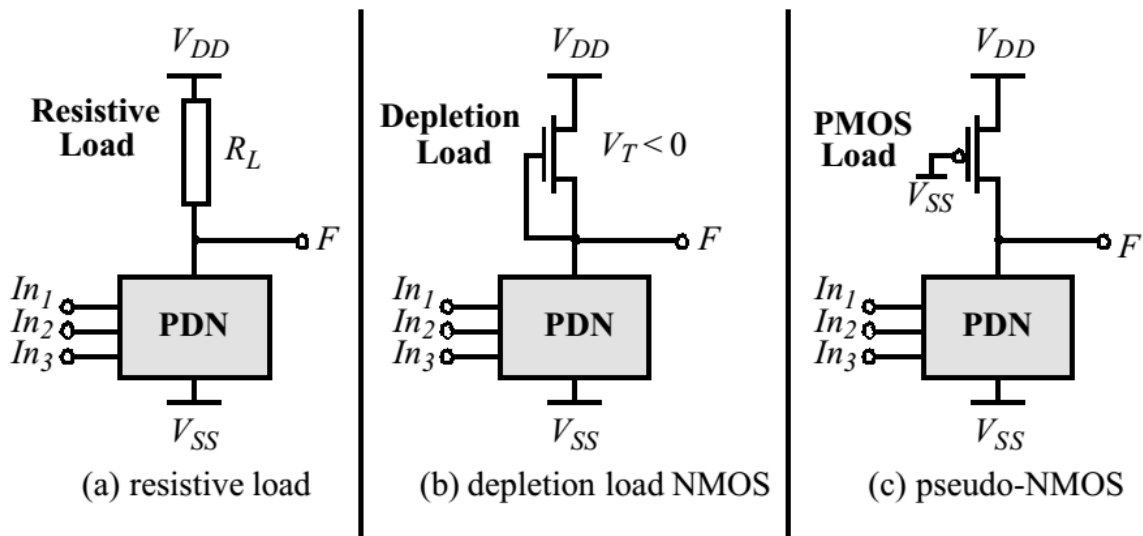 V_DD
Resistive
Load
R_L
F
In_1
In_2
In_3
PDN
V_SS
(a) resistive load
V_DD
Depletion
Load
V_T < 0
F
In_1
In_2
In_3
PDN
V_SS
(b) depletion load NMOS
V_DD
PMOS
Load
V_SS
F
In_1
In_2
In_3
PDN
V_SS
(c) pseudo-NMOS